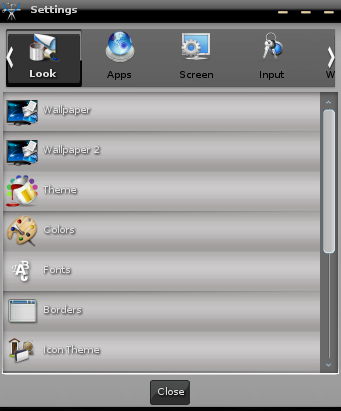 Settings
Look Apps Screen Input W
Wallpaper
Wallpaper 2
Theme
Colors
Fonts
Borders
Icon Theme
Close